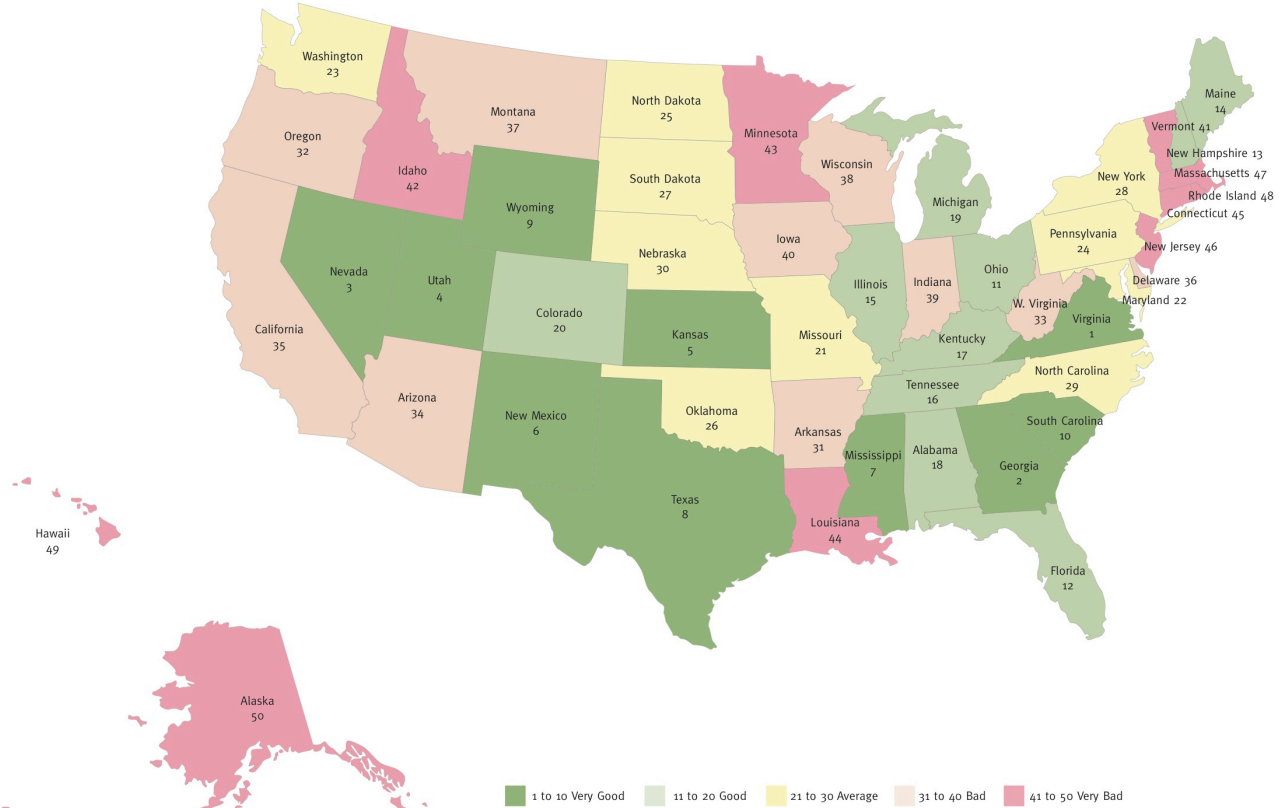 Washington
23
Oregon
32
California
35
Idaho
42
Montana
37
Nevada
3
Utah
4
Wyoming
9
Colorado
20
Arizona
34
New Mexico
6
North Dakota
25
South Dakota
27
Nebraska
30
Kansas
5
Oklahoma
26
Texas
8
Minnesota
43
Iowa
40
Missouri
21
Arkansas
31
Louisiana
44
Wisconsin
38
Illinois
15
Michigan
19
Indiana
39
Ohio
11
Kentucky
17
Tennessee
16
Mississippi
7
Alabama
18
Georgia
2
Florida
12
South Carolina
10
North Carolina
29
Virginia
1
W. Virginia
33
Pennsylvania
24
New York
28
Maine
14
Vermont 41
New Hampshire 13
Massachusetts 47
Rhode Island 48
Connecticut 45
New Jersey 46
Delaware 36
Maryland 22
Hawaii
49
Alaska
50
1 to 10 Very Good
11 to 20 Good
21 to 30 Average
31 to 40 Bad
41 to 50 Very Bad